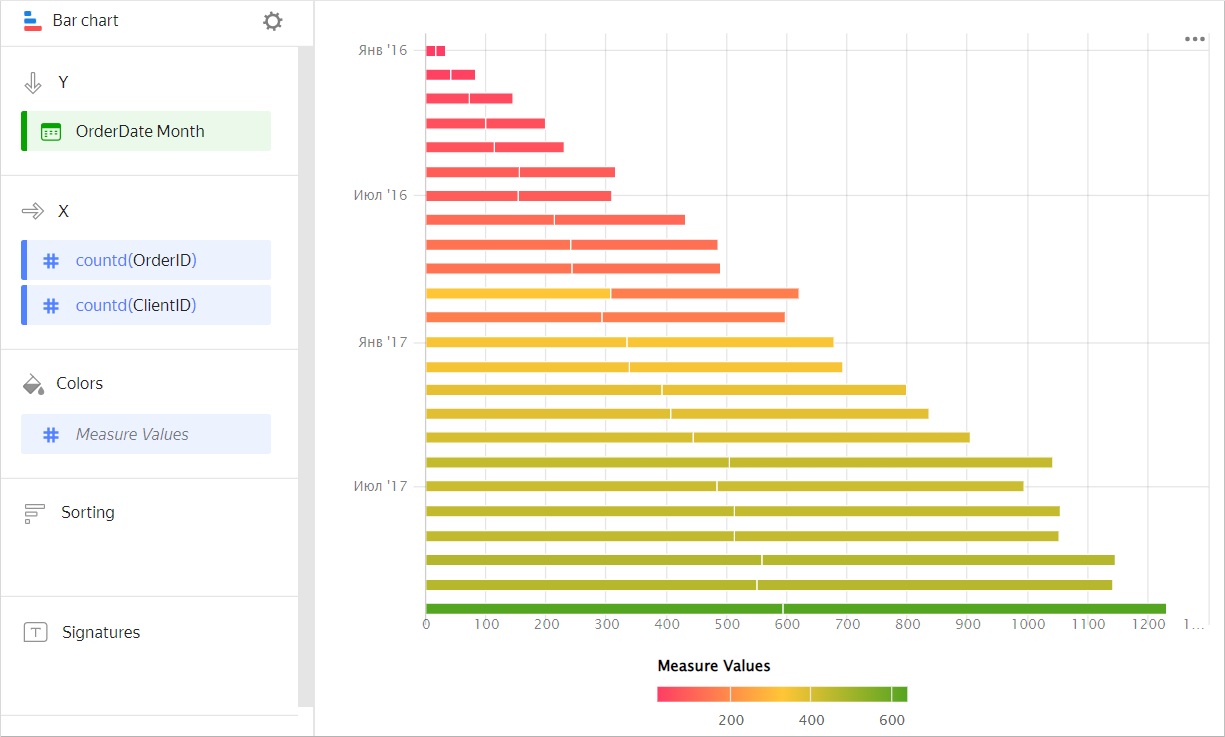 Bar chart
Y
OrderDate Month
X
# countd(OrderID)
# countd(ClientID)
Colors
# Measure Values
Sorting
T Signatures
Янв '16
Июл '16
Янв '17
Июл '17
0 100 200 300 400 500 600 700 800 900 1000 1100 1200 1...
Measure Values
200 400 600